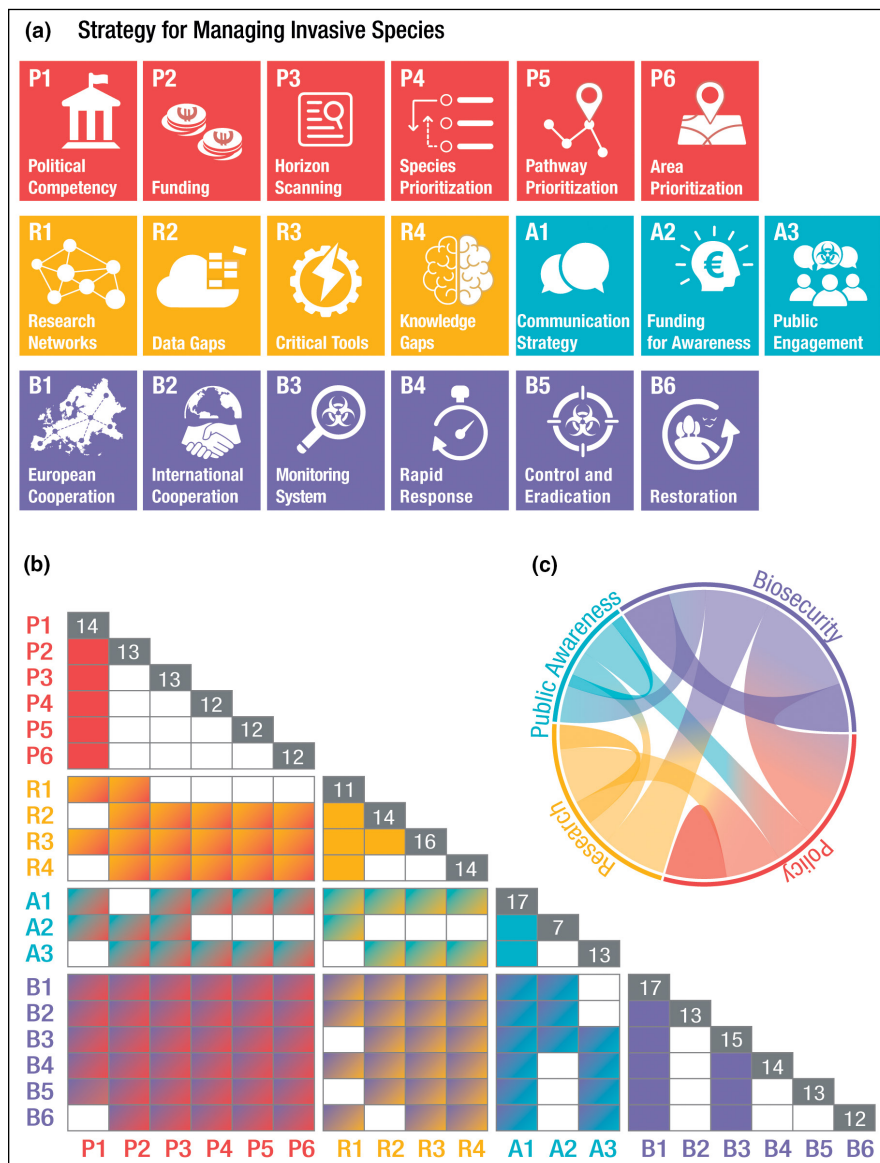 (a) Strategy for Managing Invasive Species
P1 P2 P3 P4 P5 P6
Political Competency
Funding
Horizon Scanning
Species Prioritization
Pathway Prioritization
Area Prioritization
R1 R2 R3 R4 A1 A2 A3
€
Research Networks
Data Gaps
Critical Tools
Knowledge Gaps
Communication Strategy
Funding for Awareness
Public Engagement
B1 B2 B3 B4 B5 B6
European Cooperation
International Cooperation
Monitoring System
Rapid Response
Control and Eradication
Restoration
(b)
P1 14
P2 13
P3 13
P4 12
P5 12
P6 12
R1 11
R2 14
R3 16
R4 14
A1 17
A2 7
A3 13
B1 17
B2 13
B3 15
B4 14
B5 13
B6 12
P1 P2 P3 P4 P5 P6 R1 R2 R3 R4 A1 A2 A3 B1 B2 B3 B4 B5 B6
(c)
Public Awareness
Biosecurity
Research
Policy